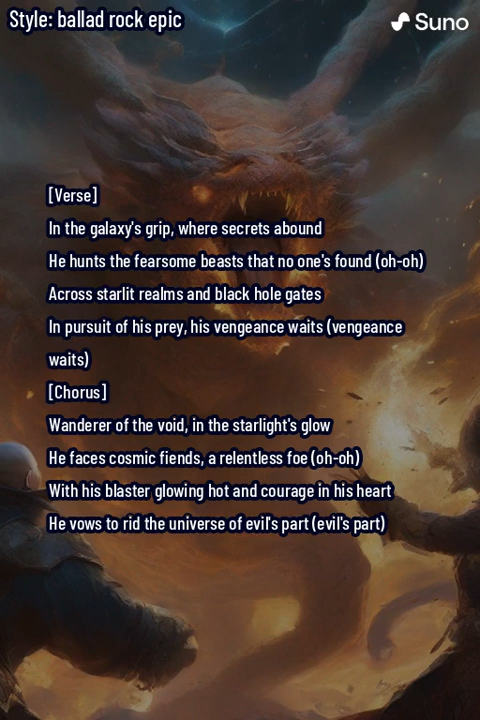 Style: ballad rock epic
Suno
[Verse]
In the galaxy's grip, where secrets abound
He hunts the fearsome beasts that no one's found (oh-oh)
Across starlit realms and black hole gates
In pursuit of his prey, his vengeance waits (vengeance
waits)
[Chorus]
Wanderer of the void, in the starlight's glow
He faces cosmic fiends, a relentless foe (oh-oh)
With his blaster glowing hot and courage in his heart
He vows to rid the universe of evil's part (evil's part)